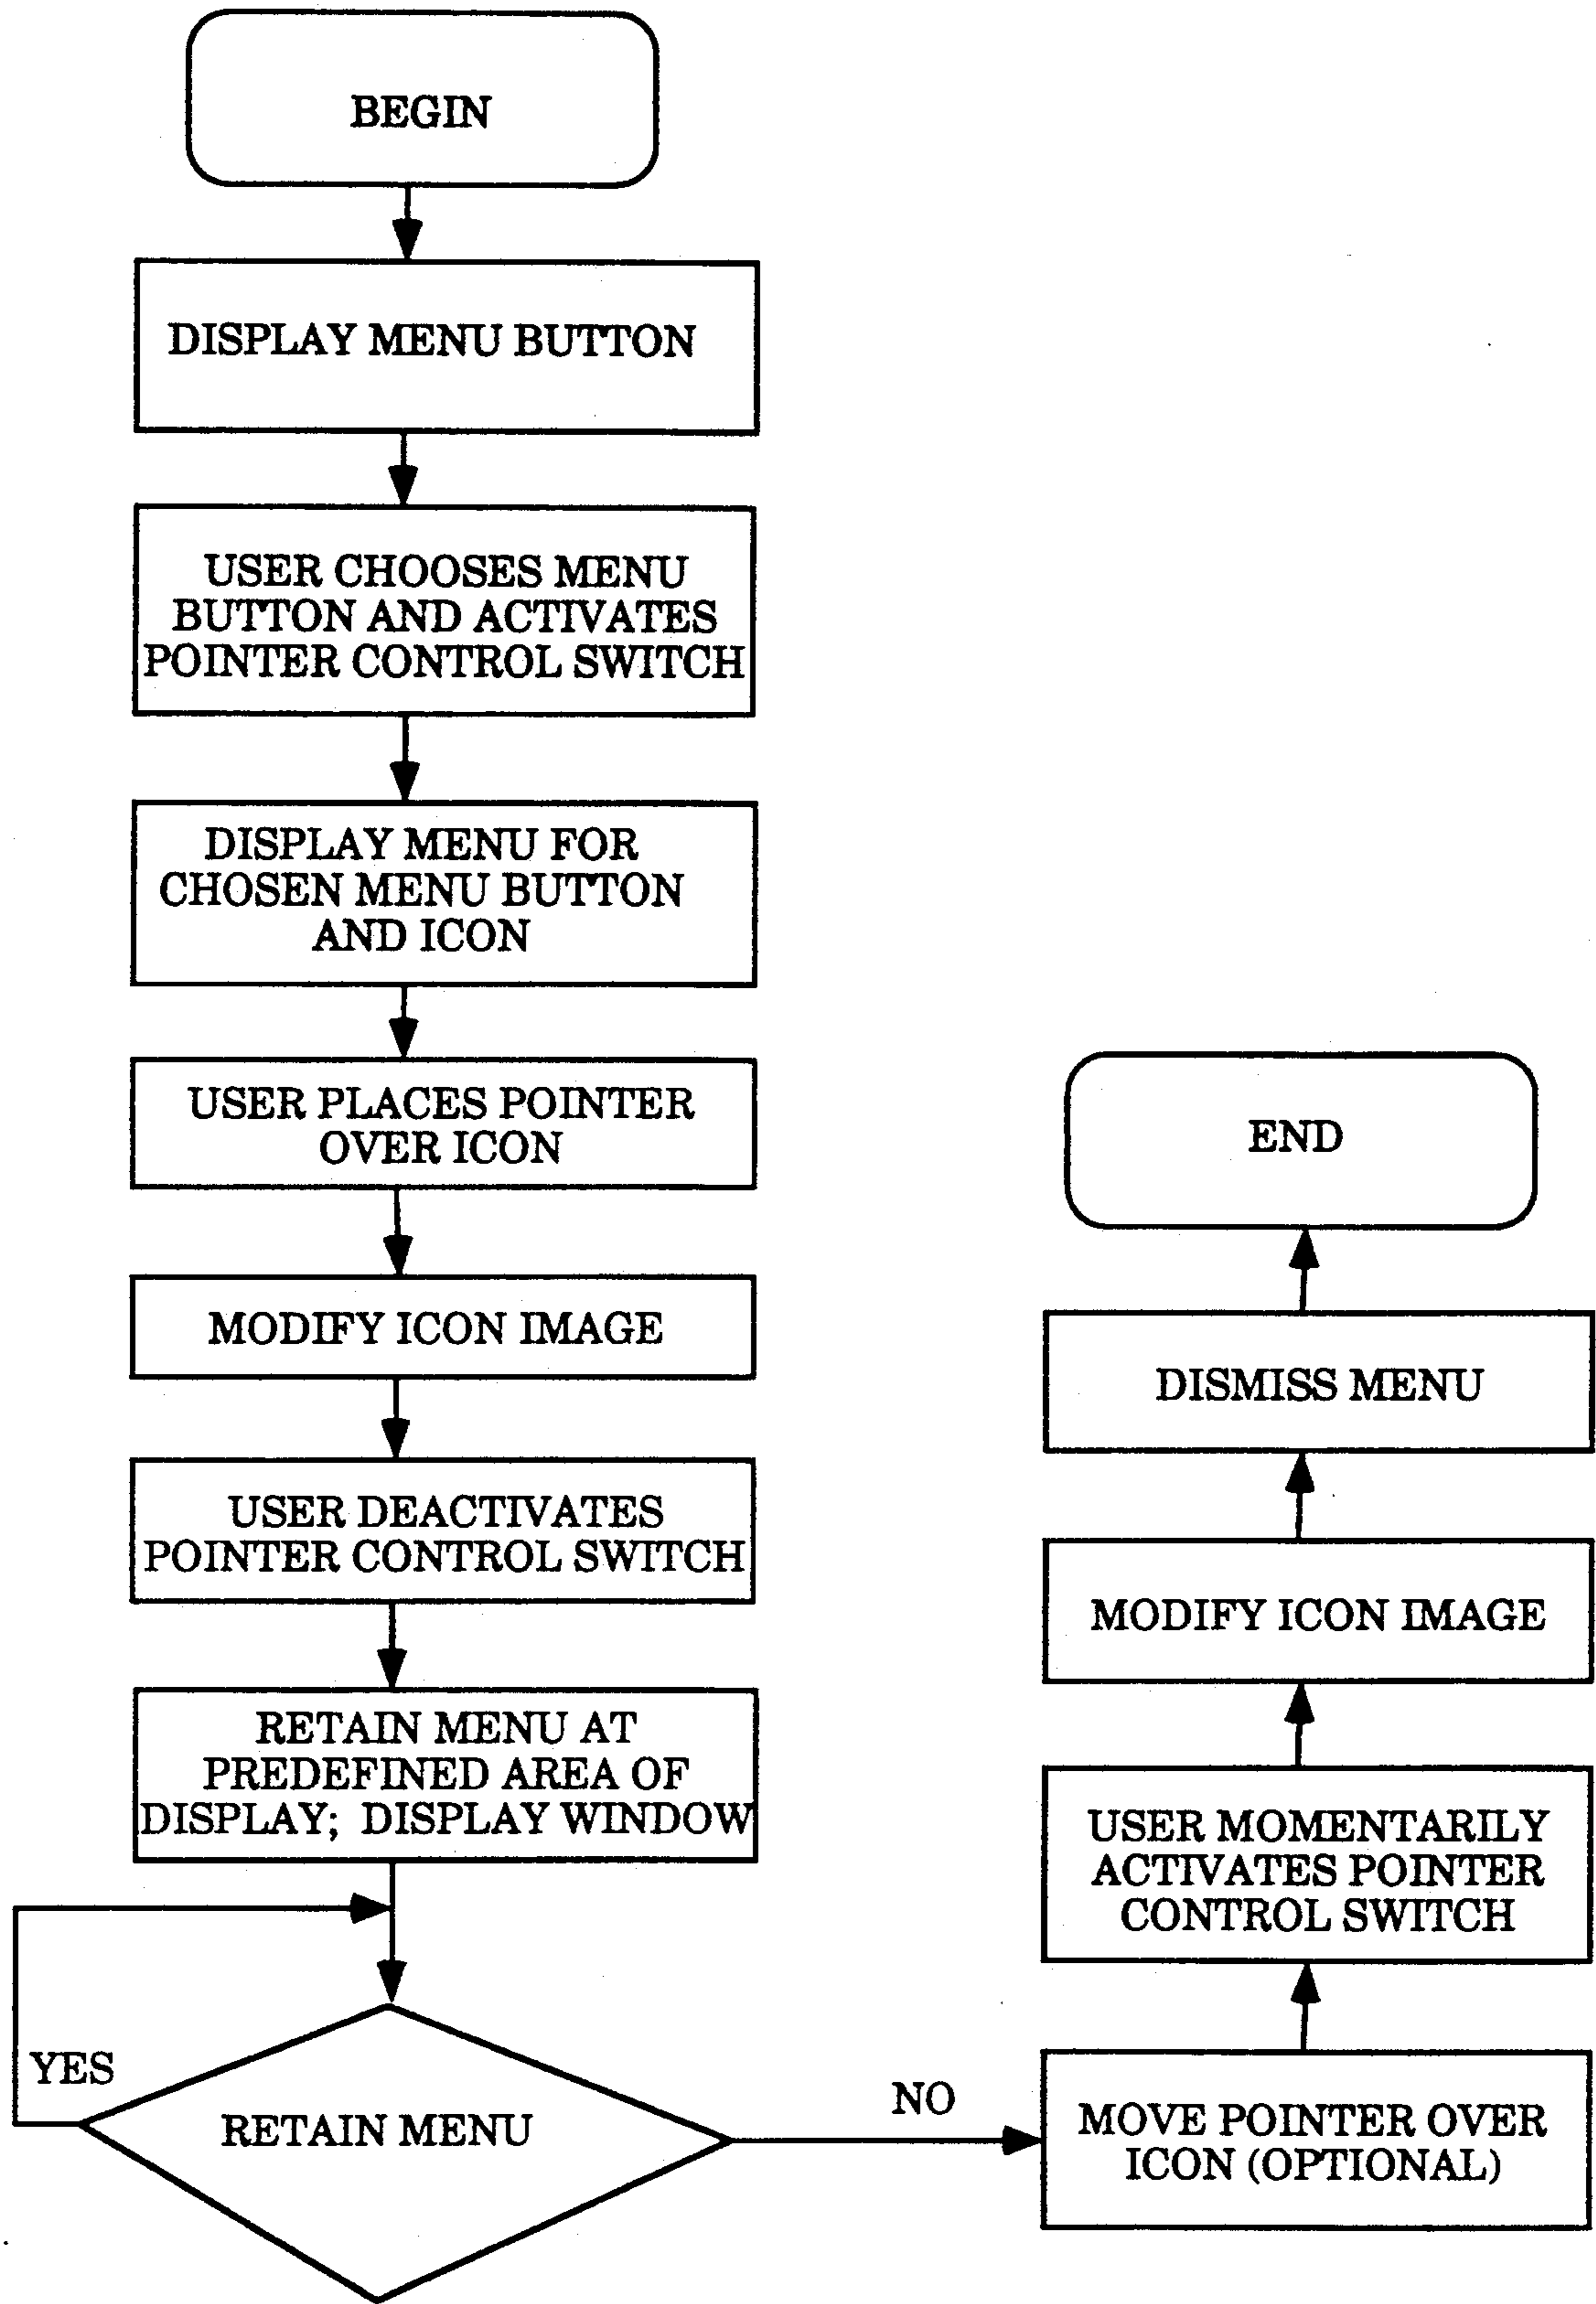 BEGIN
DISPLAY MENU BUTTON
USER CHOOSES MENU
BUTTON AND ACTIVATES
POINTER CONTROL SWITCH
DISPLAY MENU FOR
CHOSEN MENU BUTTON
AND ICON
USER PLACES POINTER
OVER ICON
MODIFY ICON IMAGE
USER DEACTIVATES
POINTER CONTROL SWITCH
RETAIN MENU AT
PREDEFINED AREA OF
DISPLAY; DISPLAY WINDOW
YES
RETAIN MENU
NO
MOVE POINTER OVER
ICON (OPTIONAL)
USER MOMENTARILY
ACTIVATES POINTER
CONTROL SWITCH
MODIFY ICON IMAGE
DISMISS MENU
END